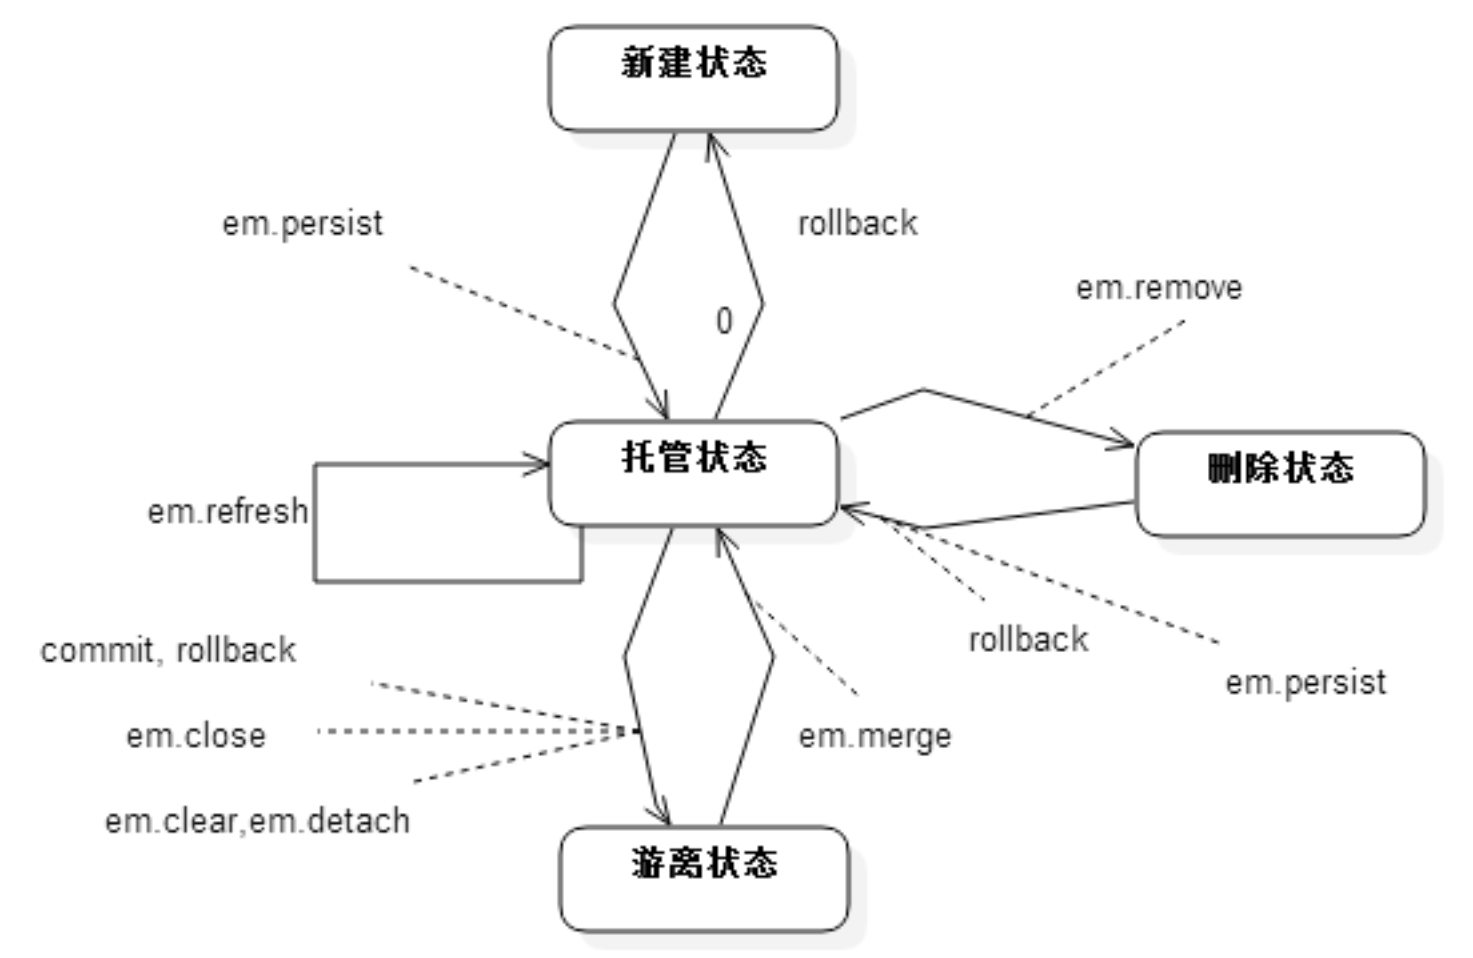 新建状态
em.persist
rollback
em.remove
0
托管状态
删除状态
em.refresh
commit, rollback
rollback
em.persist
em.close
em.merge
em.clear,em.detach
游离状态